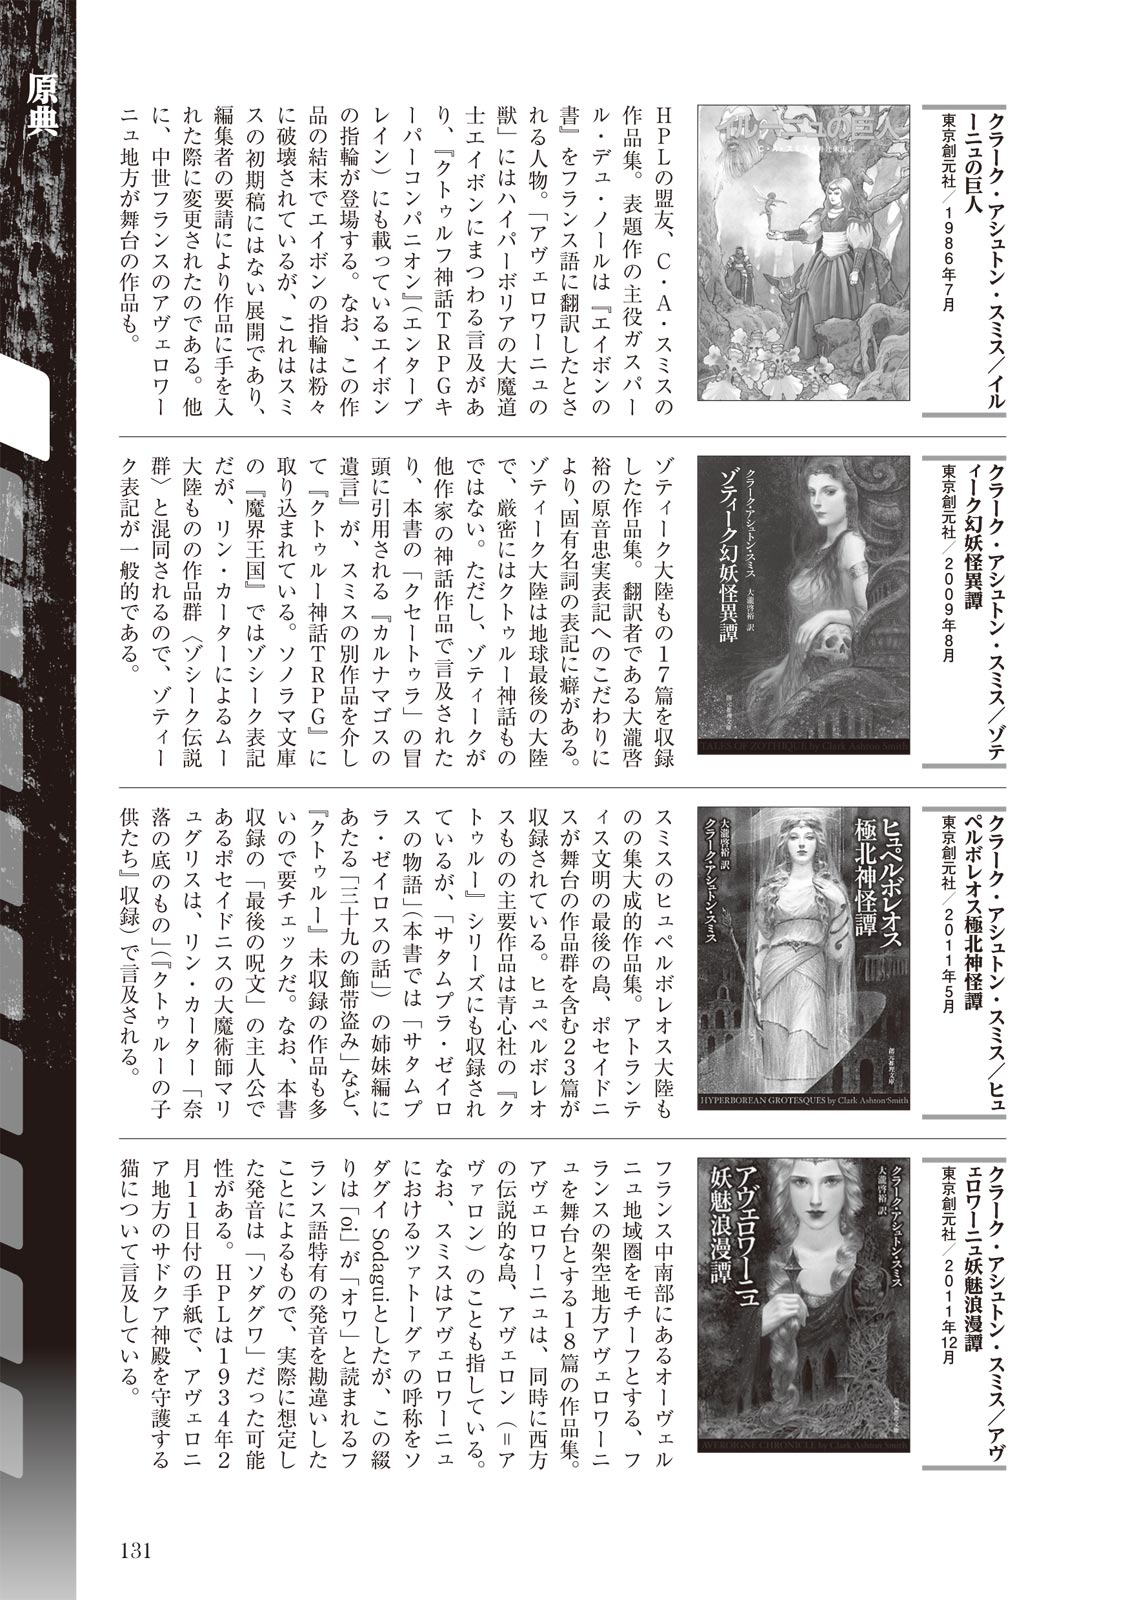 原典
クラーク・アシュトン・スミス／イル
ーニュの巨人
東京創元社／1986年7月
イルーニュの巨人
HPLの盟友、C・A・スミスの
作品集。表題作の主役ガスパー
ル・デュ・ノールは『エイボンの
書』をフランス語に翻訳したとさ
れる人物。「アヴェロワーニュの
獣」にはハイパーボリアの大魔道
士エイボンにまつわる言及があ
り、『クトゥルフ神話TRPGキ
ーパーコンパニオン』（エンターブ
レイン）にも載っているエイボン
の指輪が登場する。なお、この作
品の結末でエイボンの指輪は粉々
に破壊されているが、これはスミ
スの初期稿にはない展開であり、
編集者の要請により作品に手を入
れた際に変更されたのである。他
に、中世フランスのアヴェロワー
ニュ地方が舞台の作品も。
クラーク・アシュトン・スミス／ゾテ
ィーク幻妖怪異譚
東京創元社／2009年8月
クラーク・アシュトン・スミス 大瀧啓裕 訳
ゾティーク幻妖怪異譚
創元推理文庫
TALES OF ZOTHIQUE by Clark Ashton Smith
ゾティーク大陸もの17篇を収録
した作品集。翻訳者である大瀧啓
裕の原音忠実表記へのこだわりに
より、固有名詞の表記に癖がある。
ゾティーク大陸は地球最後の大陸
で、厳密にはクトゥルー神話もの
ではない。ただし、ゾティークが
他作家の神話作品で言及された
り、本書の「クセートゥラ」の冒
頭に引用される『カルナマゴスの
遺言』が、スミスの別作品を介し
て『クトゥルー神話TRPG』に
取り込まれている。ソノラマ文庫
の『魔界王国』ではゾシーク表記
だが、リン・カーターによるムー
大陸ものの作品群〈ゾシーク伝説
群〉と混同されるので、ゾティー
ク表記が一般的である。
クラーク・アシュトン・スミス／ヒュ
ペルボレオス極北神怪譚
東京創元社／2011年5月
ヒュペルボレオス
極北神怪譚
クラーク・アシュトン・スミス
大瀧啓裕 訳
創元推理文庫
HYPERBOREAN GROTESQUES by Clark Ashton Smith
スミスのヒュペルボレオス大陸も
のの集大成的作品集。アトランテ
ィス文明の最後の島、ポセイドニ
スが舞台の作品群を含む23篇が
収録されている。ヒュペルボレオ
スものの主要作品は青心社の『ク
トゥルー』シリーズにも収録され
ているが、「サタムプラ・ゼイロ
スの物語」（本書では「サタムプ
ラ・ゼイロスの話」）の姉妹編に
あたる「三十九の飾帯盗み」など、
『クトゥルー』未収録の作品も多
いので要チェックだ。なお、本書
収録の「最後の呪文」の主人公で
あるポセイドニスの大魔術師マリ
ュグリスは、リン・カーター「奈
落の底のもの」（『クトゥルーの子
供たち』収録）で言及される。
クラーク・アシュトン・スミス／アヴ
ェロワーニュ妖魅浪漫譚
東京創元社／2011年12月
クラーク・アシュトン・スミス
大瀧啓裕 訳
アヴェロワーニュ
妖魅浪漫譚
AVEROIGNE CHRONICLE by Clark Ashton Smith
フランス中南部にあるオーヴェル
ニュ地域圏をモチーフとする、フ
ランスの架空地方アヴェロワーニ
ュを舞台とする18篇の作品集。
アヴェロワーニュは、同時に西方
の伝説的な島、アヴェロン（＝ア
ヴァロン）のことも指している。
なお、スミスはアヴェロワーニュ
におけるツァトーグァの呼称をソ
ダグイ Sodaguiとしたが、この綴
りは「oi」が「オワ」と読まれるフ
ランス語特有の発音を勘違いした
ことによるもので、実際に想定し
た発音は「ソダグワ」だった可能
性がある。HPLは1934年2
月11日付の手紙で、アヴェロニ
ア地方のサドクア神殿を守護する
猫について言及している。
131